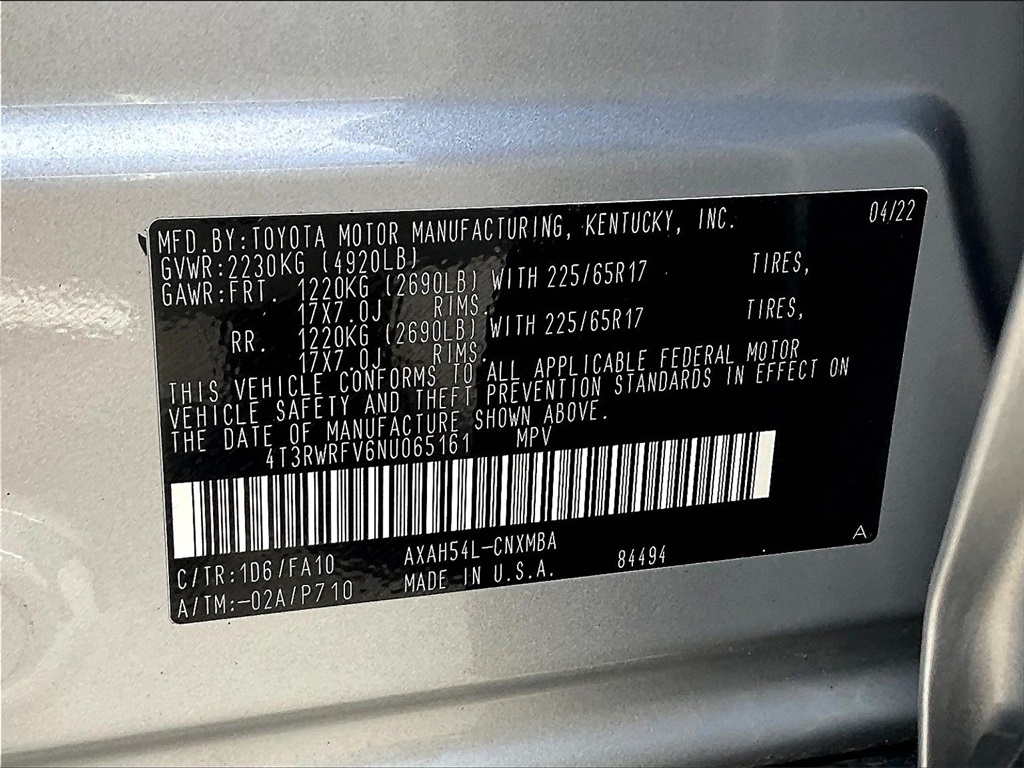 04/22
MFD.BY:TOYOTA MOTOR MANUFACTURING, KENTUCKY, INC.
GVWR:2230KG (4920LB)
GAWR:FRT. 1220KG (2690LB) WITH 225/65R17 TIRES,
17X7.0J RIMS.
RR. 1220KG (2690LB) WITH 225/65R17 TIRES,
17X7.0J RIMS.
THIS VEHICLE CONFORMS TO ALL APPLICABLE FEDERAL MOTOR
VEHICLE SAFETY AND THEFT PREVENTION STANDARDS IN EFFECT ON
THE DATE OF MANUFACTURE SHOWN ABOVE.
4T3RWRFV6NU065161 MPV
C/TR:1D6/FA10 AXAH54L-CNXMBA
A/TM:-02A/P710 MADE IN U.S.A. 84494 A